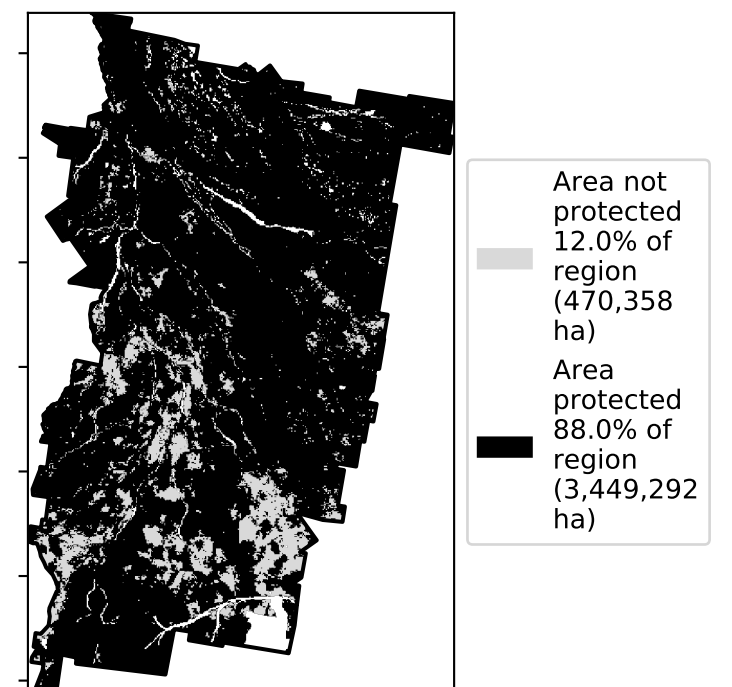 Area not
protected
12.0% of
region
(470,358
ha)
Area
protected
88.0% of
region
(3,449,292
ha)